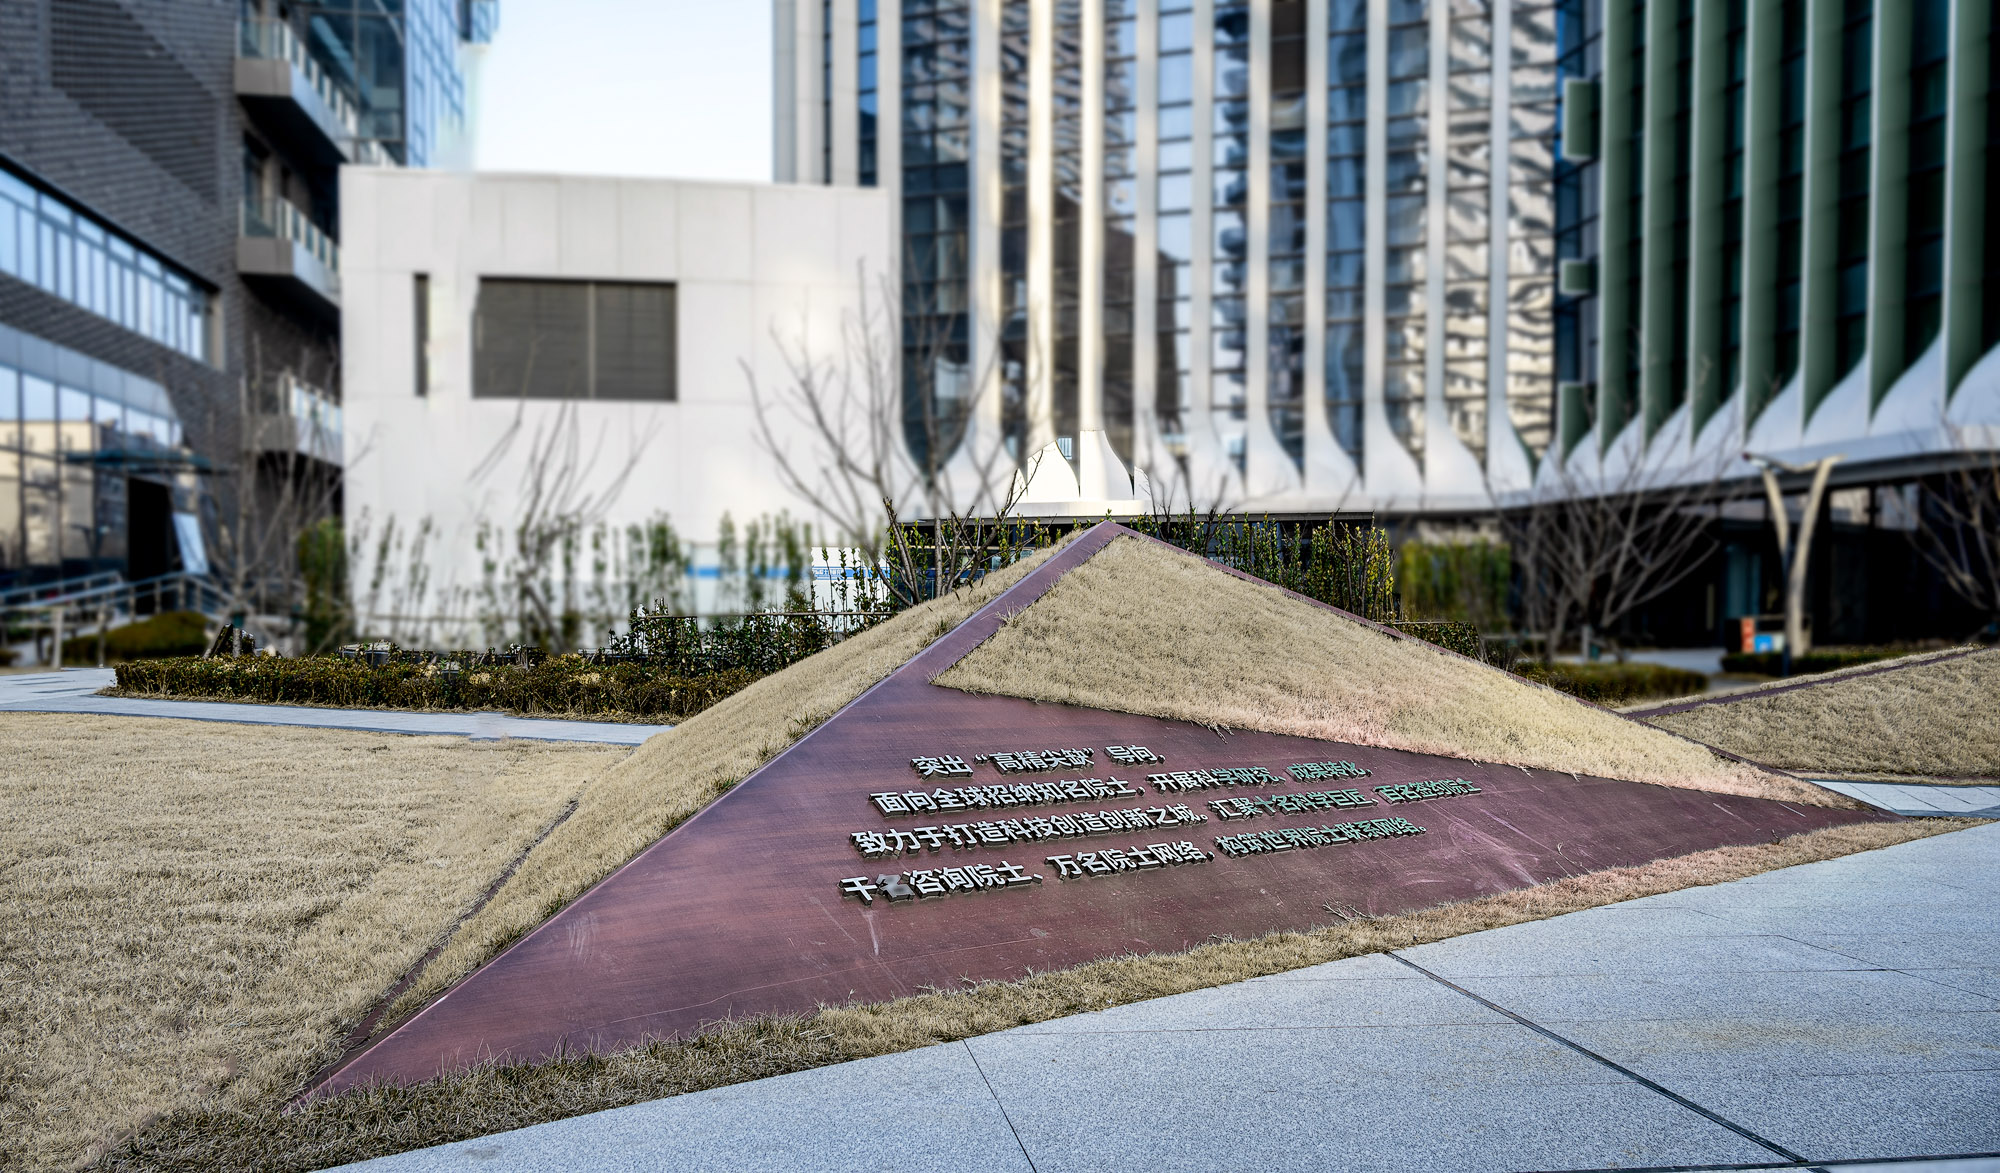 突出“高精尖缺”导向，
面向全球招纳知名院士，开展科学研究、成果转化，
致力于打造科技创造创新之城。汇聚十名科学巨匠、百名签约院士、
千名咨询院士、万名院士网络，构筑世界院士联系网络。